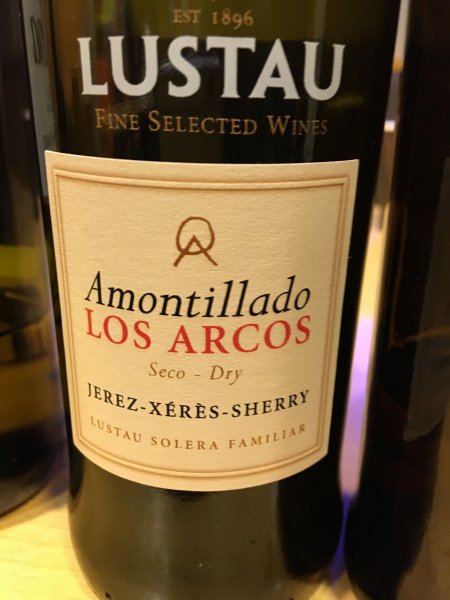 EST 1896
LUSTAU
FINE SELECTED WINES
Amontillado
LOS ARCOS
Seco - Dry
JEREZ-XÉRÈS-SHERRY
LUSTAU SOLERA FAMILIAR